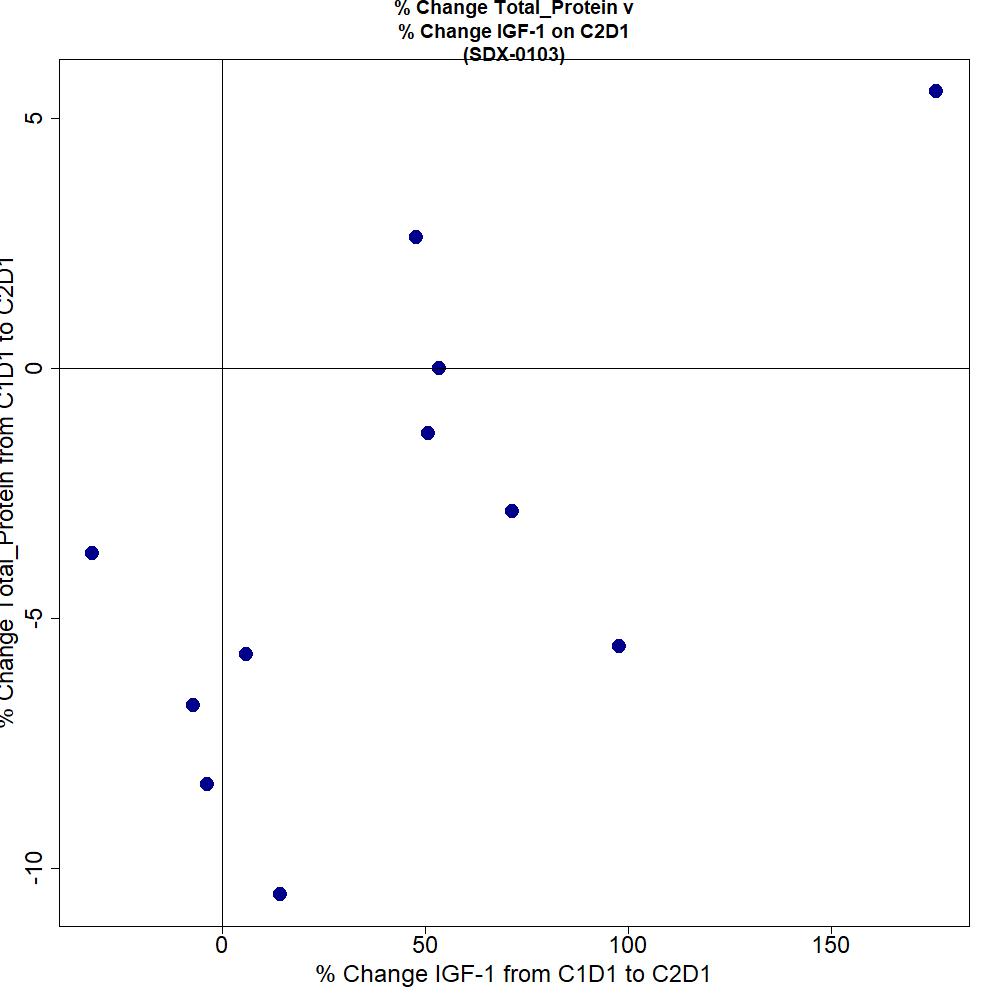 % Change Total_Protein v
% Change IGF-1 on C2D1
(SDX-0103)
% Change Total_Protein from C1D1 to C2D1
5
0
-5
-10
0
50
100
150
% Change IGF-1 from C1D1 to C2D1